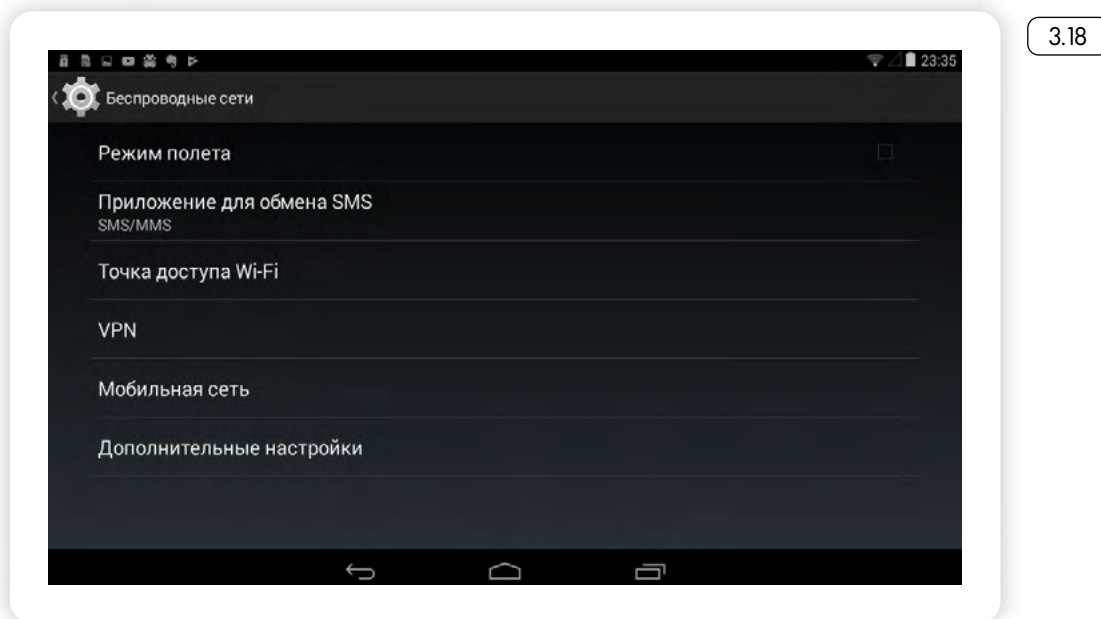 3.18
23:35
Беспроводные сети
Режим полета
Приложение для обмена SMS
SMS/MMS
Точка доступа Wi-Fi
VPN
Мобильная сеть
Дополнительные настройки